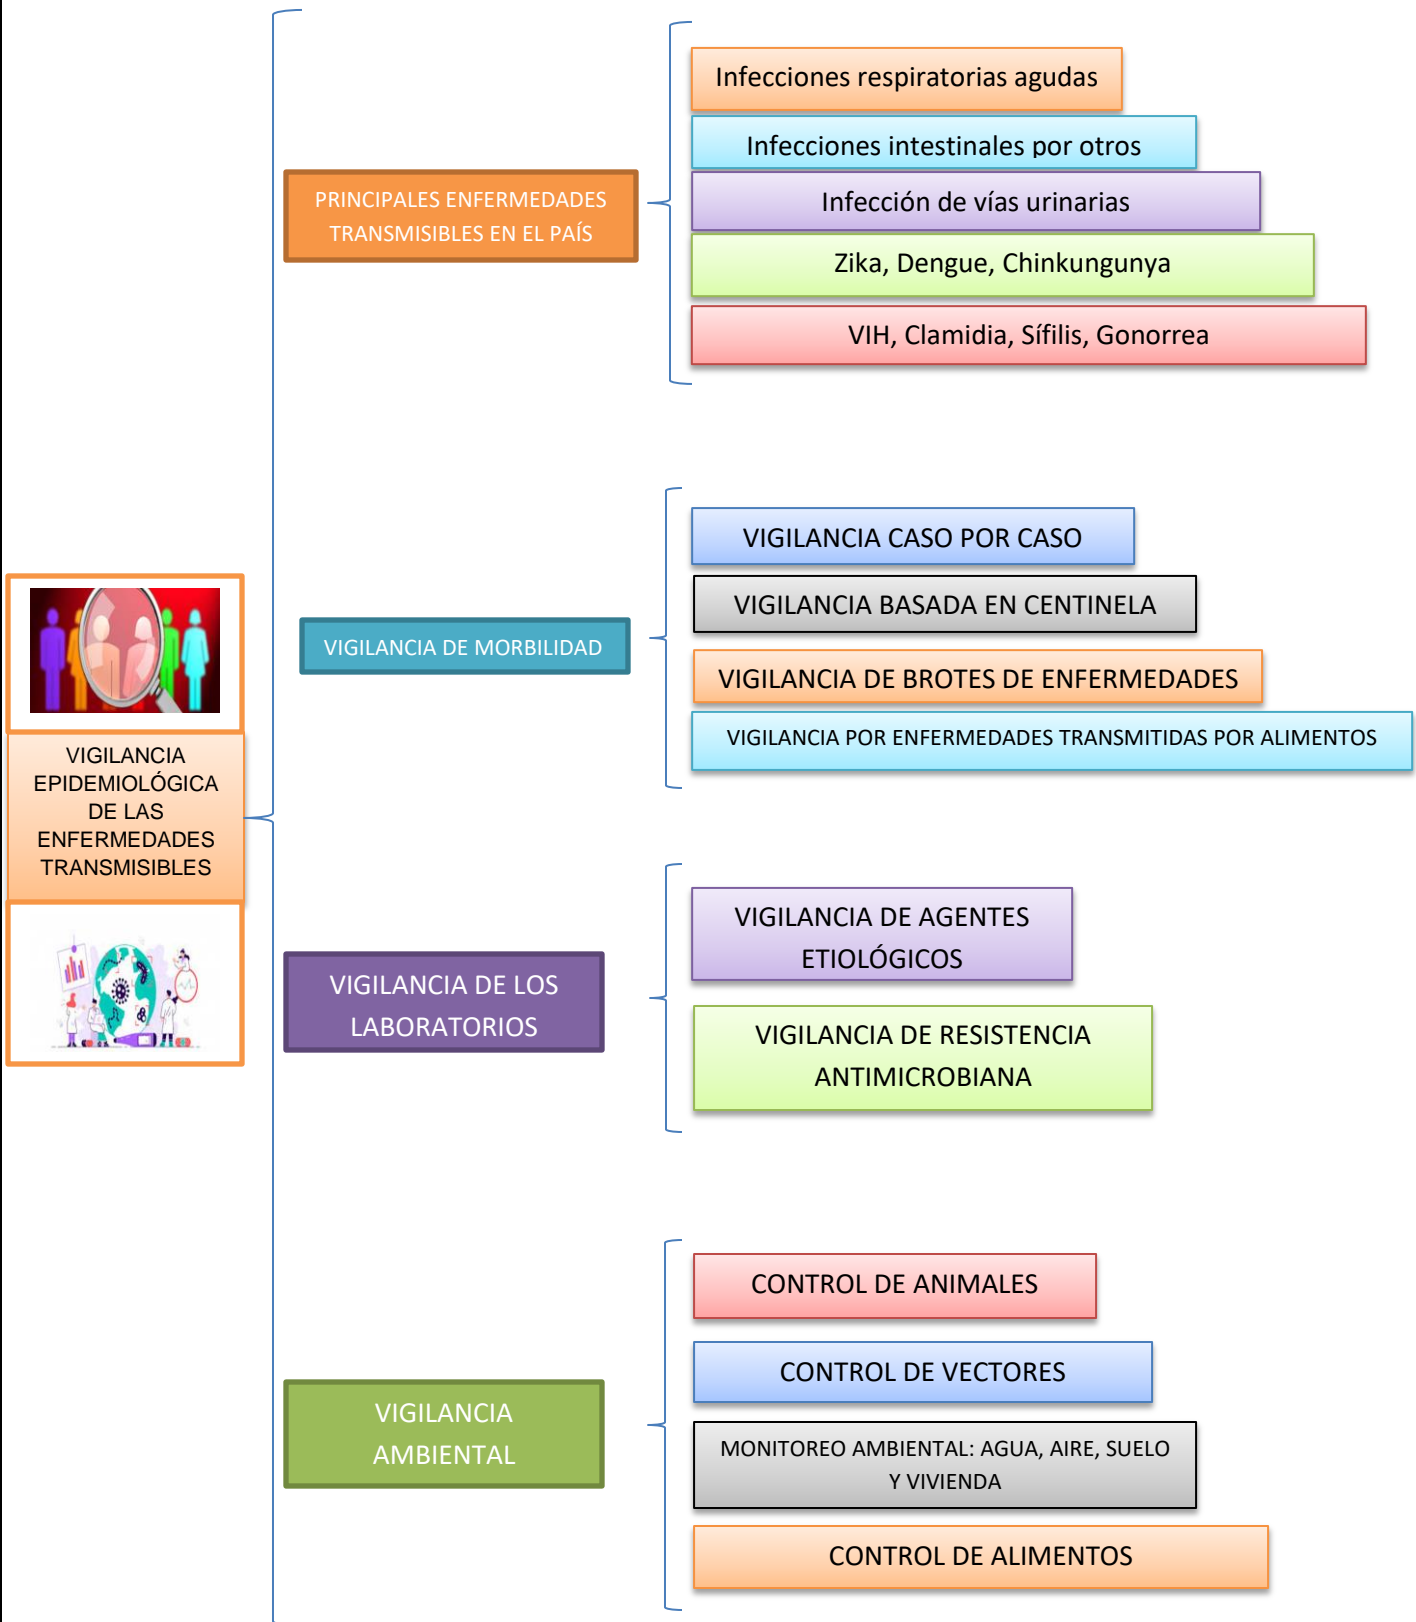 VIGILANCIA
EPIDEMIOLÓGICA
DE LAS
ENFERMEDADES
TRANSMISIBLES
PRINCIPALES ENFERMEDADES
TRANSMISIBLES EN EL PAÍS
Infecciones respiratorias agudas
Infecciones intestinales por otros
Infección de vías urinarias
Zika, Dengue, Chinkungunya
VIH, Clamidia, Sífilis, Gonorrea
VIGILANCIA DE MORBILIDAD
VIGILANCIA CASO POR CASO
VIGILANCIA BASADA EN CENTINELA
VIGILANCIA DE BROTES DE ENFERMEDADES
VIGILANCIA POR ENFERMEDADES TRANSMITIDAS POR ALIMENTOS
VIGILANCIA DE LOS
LABORATORIOS
VIGILANCIA DE AGENTES
ETIOLÓGICOS
VIGILANCIA DE RESISTENCIA
ANTIMICROBIANA
VIGILANCIA
AMBIENTAL
CONTROL DE ANIMALES
CONTROL DE VECTORES
MONITOREO AMBIENTAL: AGUA, AIRE, SUELO
Y VIVIENDA
CONTROL DE ALIMENTOS